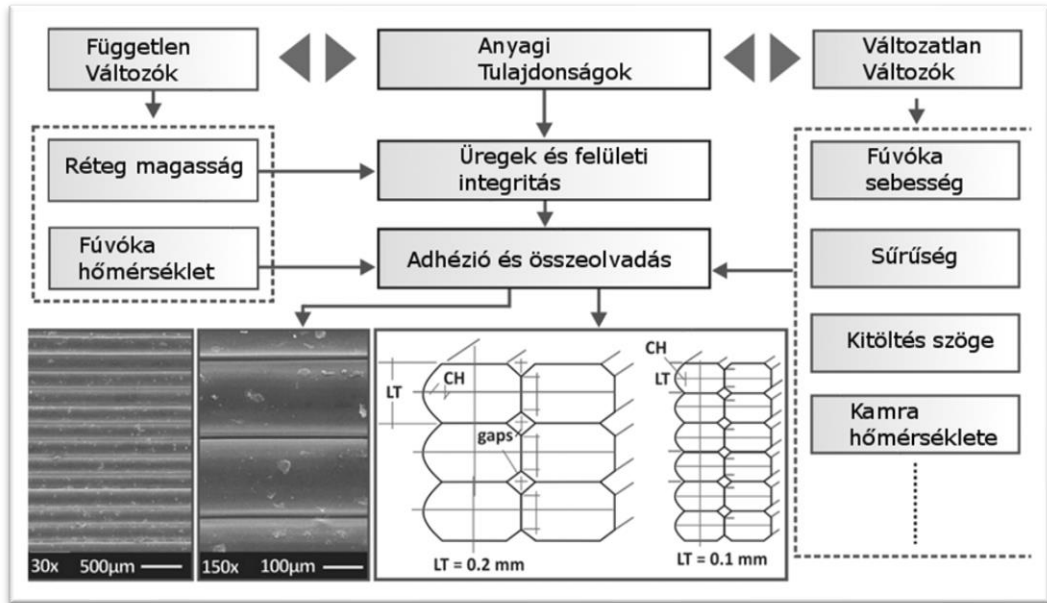 Független
Változók
Anyagi
Tulajdonságok
Változatlan
Változók
Réteg magasság
Fúvóka
hőmérséklet
Üregek és felületi
integritás
Adhézió és összeolvadás
Fúvóka
sebesség
Sűrűség
Kitöltés szöge
Kamra
hőmérséklete
30x 500µm
150x 100µm
CH
LT
gaps
LT = 0.2 mm
CH
LT
LT = 0.1 mm